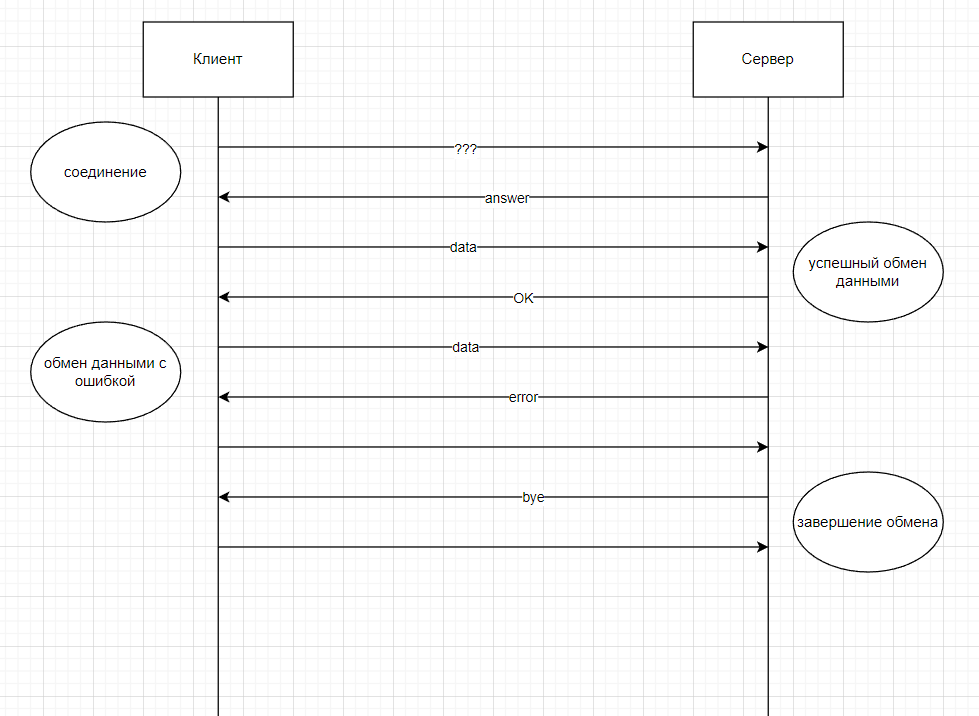 Клиент
Сервер
???
соединение
answer
data
успешный обмен
данными
OK
data
обмен данными с
ошибкой
error
bye
завершение обмена